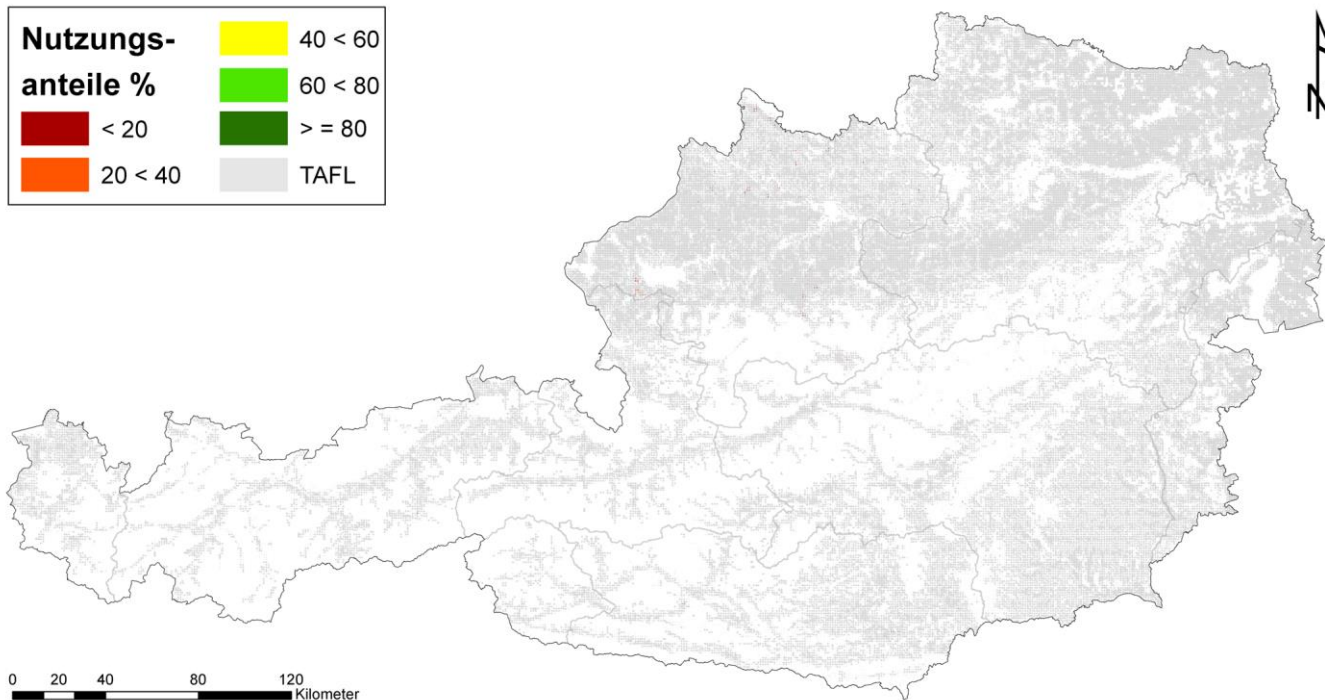 Nutzungs-
anteile %
< 20
20 < 40
40 < 60
60 < 80
> = 80
TAFL
N
0 20 40 80 120
Kilometer